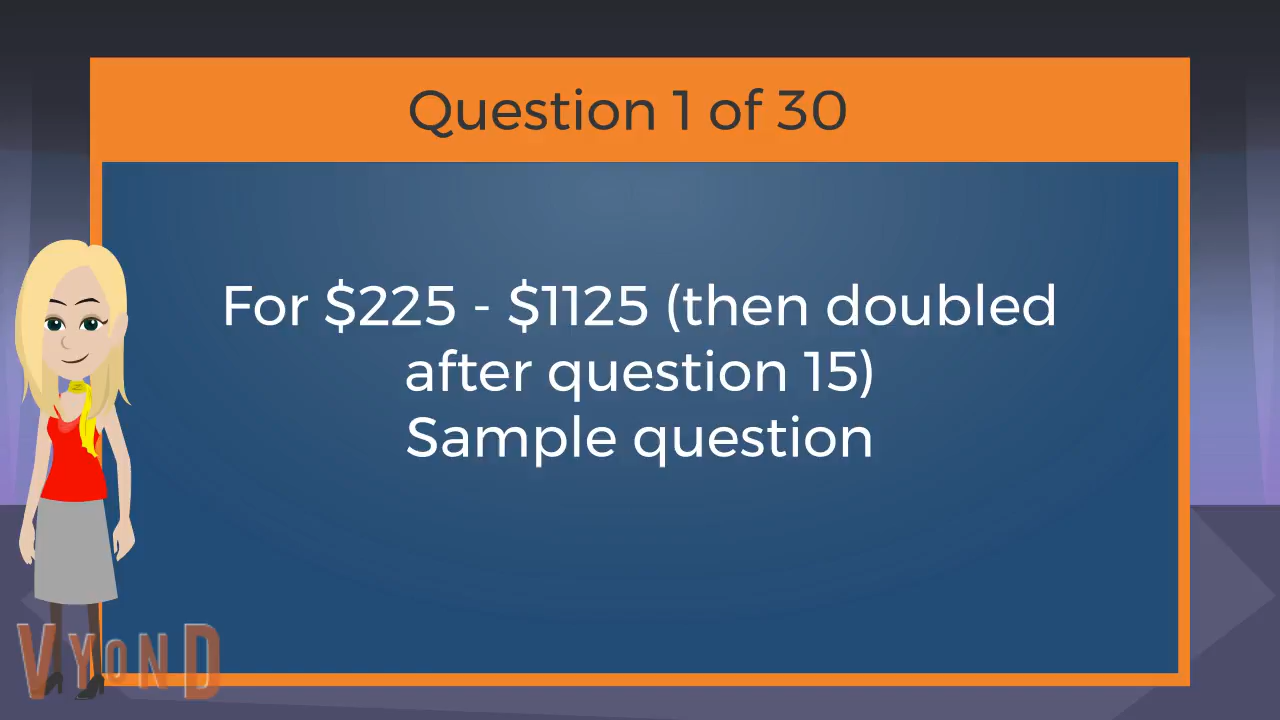 Question 1 of 30
For $225 - $1125 (then doubled
after question 15)
Sample question
VYOND